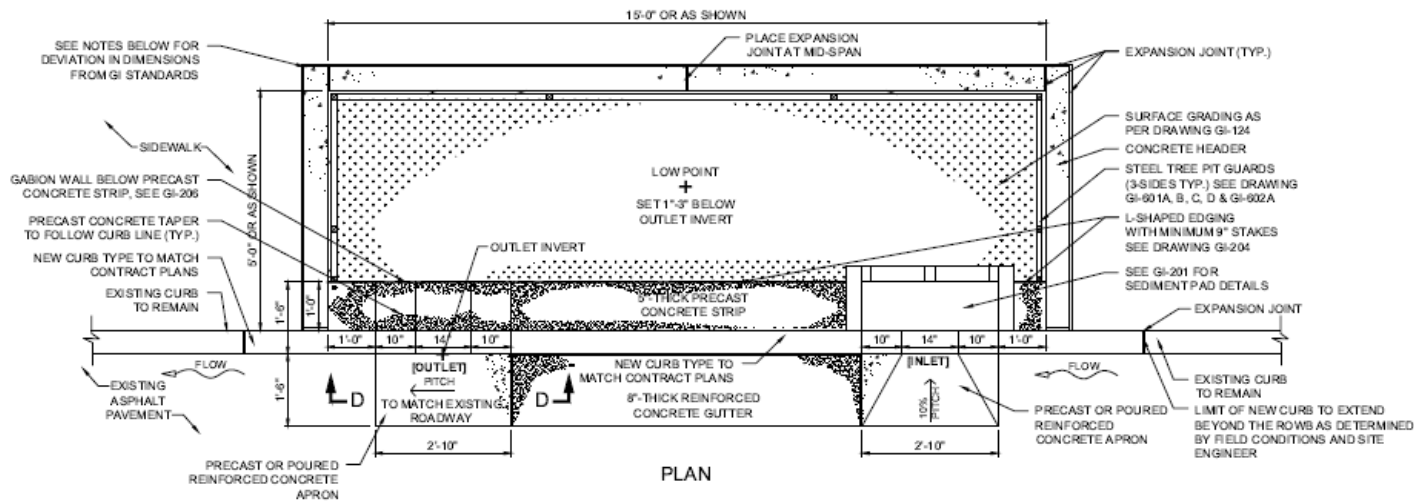 15'-0" OR AS SHOWN
SEE NOTES BELOW FOR
DEVIATION IN DIMENSIONS
FROM GI STANDARDS
PLACE EXPANSION
JOINT AT MID-SPAN
EXPANSION JOINT (TYP.)
SIDEWALK
5'-0" OR AS SHOWN
SURFACE GRADING AS
PER DRAWING GI-124
CONCRETE HEADER
STEEL TREE PIT GUARDS
(3-SIDES TYP.) SEE DRAWING
GI-601A, B, C, D & GI-602A
L-SHAPED EDGING
WITH MINIMUM 9" STAKES
SEE DRAWING GI-204
SEE GI-201 FOR
SEDIMENT PAD DETAILS
LOW POINT
SET 1"-3" BELOW
OUTLET INVERT
GABION WALL BELOW PRECAST
CONCRETE STRIP, SEE GI-206
PRECAST CONCRETE TAPER
TO FOLLOW CURB LINE (TYP.)
NEW CURB TYPE TO MATCH
CONTRACT PLANS
EXISTING CURB
TO REMAIN
OUTLET INVERT
1'-6"
1'-0"
-THICK PRECAST
CONCRETE STRIP
EXPANSION JOINT
1'-0"
10"
14"
10"
10"
14"
10"
1'-0"
FLOW
EXISTING
ASPHALT
PAVEMENT
1'-6"
D
[OUTLET]
PITCH
TO MATCH EXISTING
ROADWAY
D
NEW CURB TYPE TO
MATCH CONTRACT PLANS
8"-THICK REINFORCED
CONCRETE GUTTER
[INLET]
10%
PITCH
FLOW
EXISTING CURB
TO REMAIN
PRECAST OR POURED
REINFORCED
CONCRETE APRON
LIMIT OF NEW CURB TO EXTEND
BEYOND THE ROWB AS DETERMINED
BY FIELD CONDITIONS AND SITE
ENGINEER
2'-10"
2'-10"
PRECAST OR POURED
REINFORCED CONCRETE
APRON
PLAN